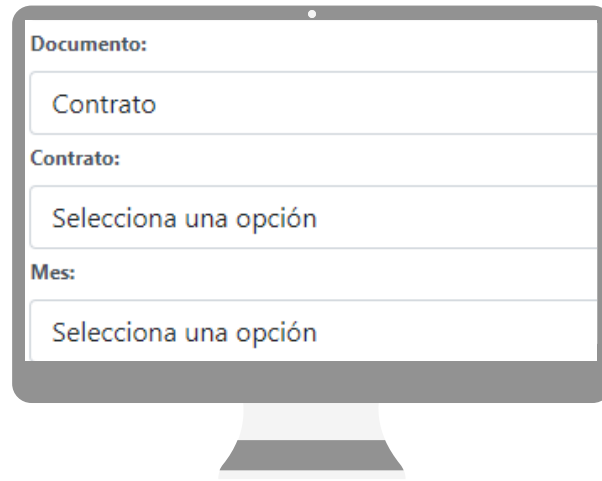 Documento:
Contrato
Contrato:
Selecciona una opción
Mes:
Selecciona una opción